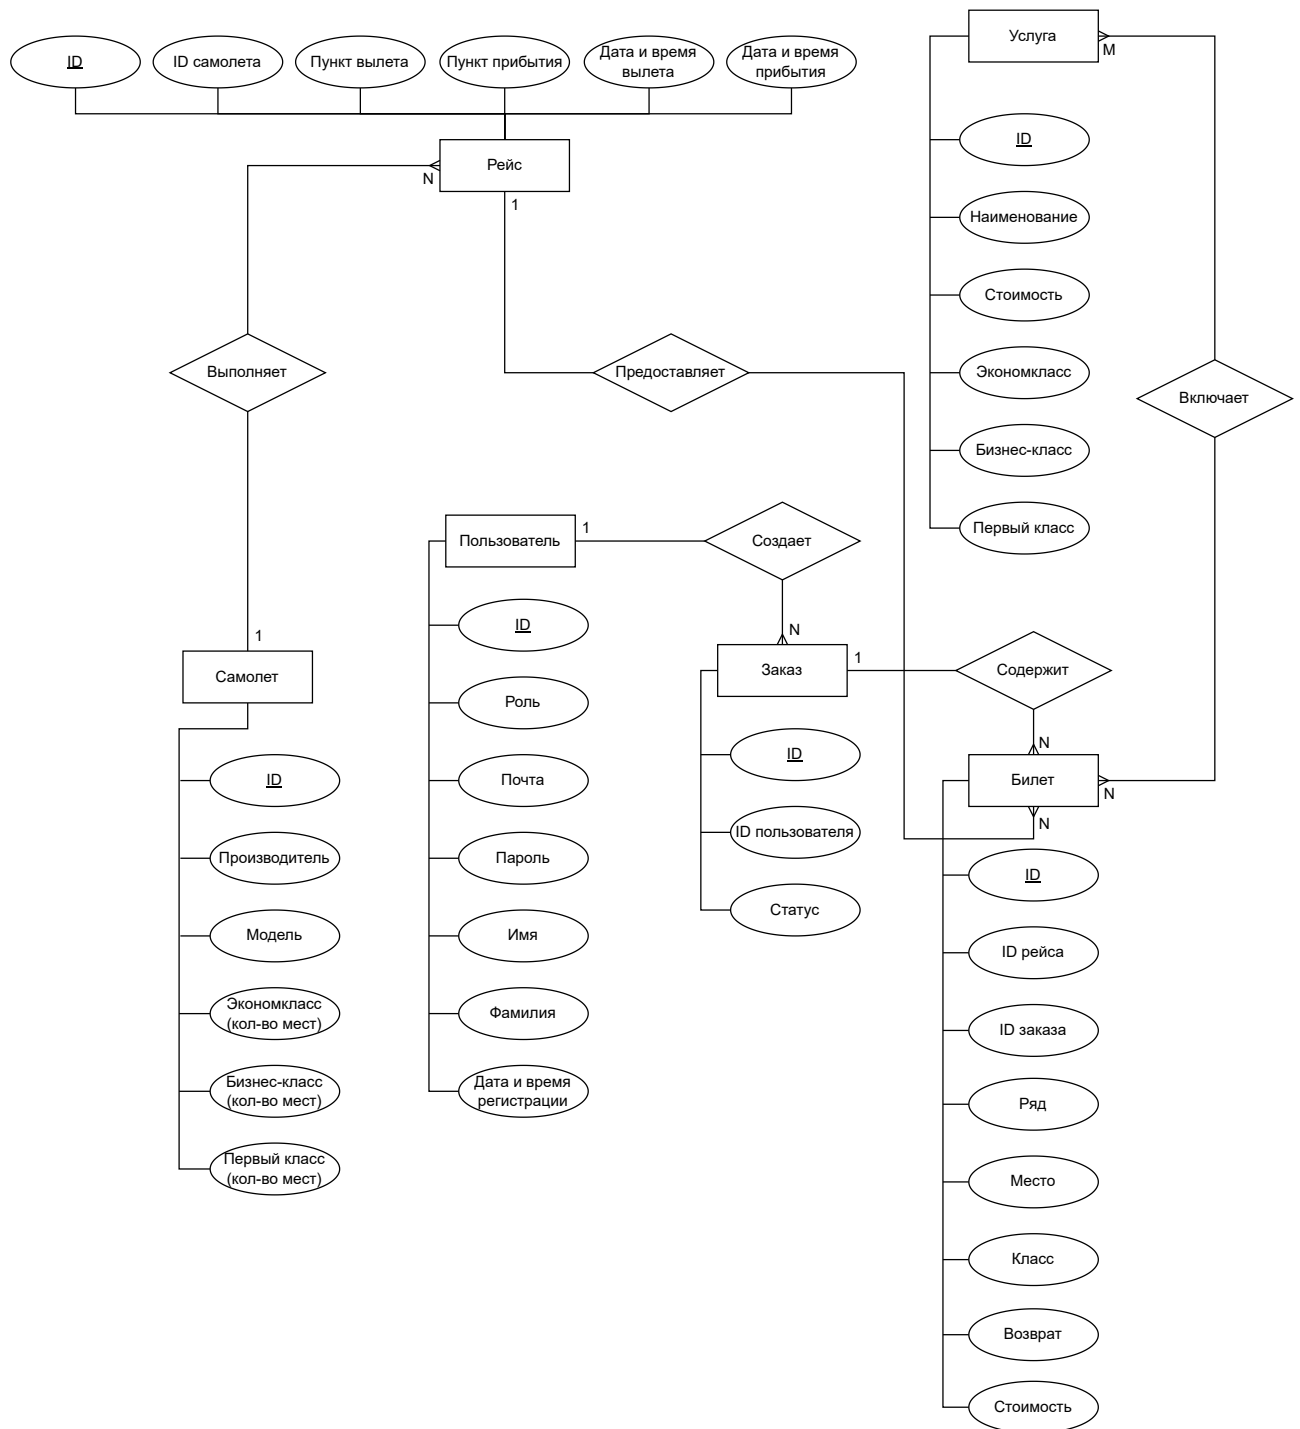 Услуга
M
ID
ID самолета
Пункт вылета
Пункт прибытия
Дата и время
вылета
Дата и время
прибытия
Рейс
N
1
ID
Наименование
Стоимость
Экономкласс
Бизнес-класс
Первый класс
Выполняет
Предоставляет
Включает
Пользователь
1
Создает
N
ID
Роль
Почта
Пароль
Имя
Фамилия
Дата и время
регистрации
1
Самолет
ID
Производитель
Модель
Экономкласс
(кол-во мест)
Бизнес-класс
(кол-во мест)
Первый класс
(кол-во мест)
Заказ
1
Содержит
N
ID
ID пользователя
Статус
Билет
N
N
ID
ID рейса
ID заказа
Ряд
Место
Класс
Возврат
Стоимость